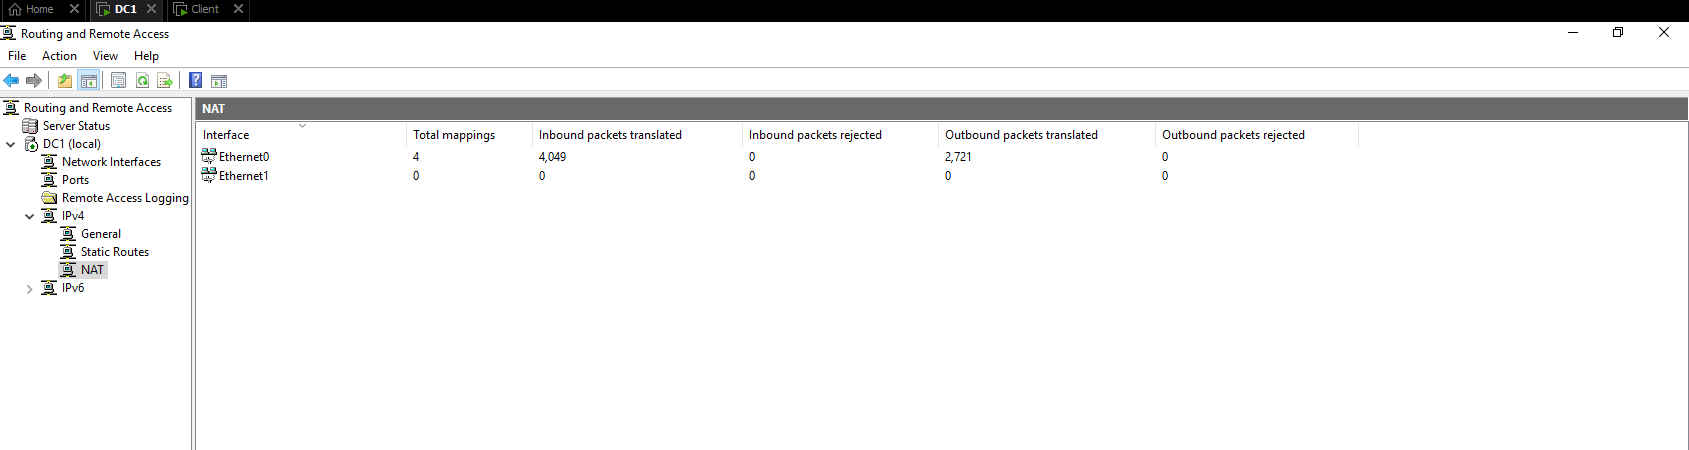 Home DC1 Client
Routing and Remote Access
File Action View Help
Routing and Remote Access
Server Status
DC1 (local)
Network Interfaces
Ports
Remote Access Logging
IPv4
General
Static Routes
NAT
IPv6
NAT
Interface Total mappings Inbound packets translated Inbound packets rejected Outbound packets translated Outbound packets rejected
Ethernet0 4 4,049 0 2,721 0
Ethernet1 0 0 0 0 0